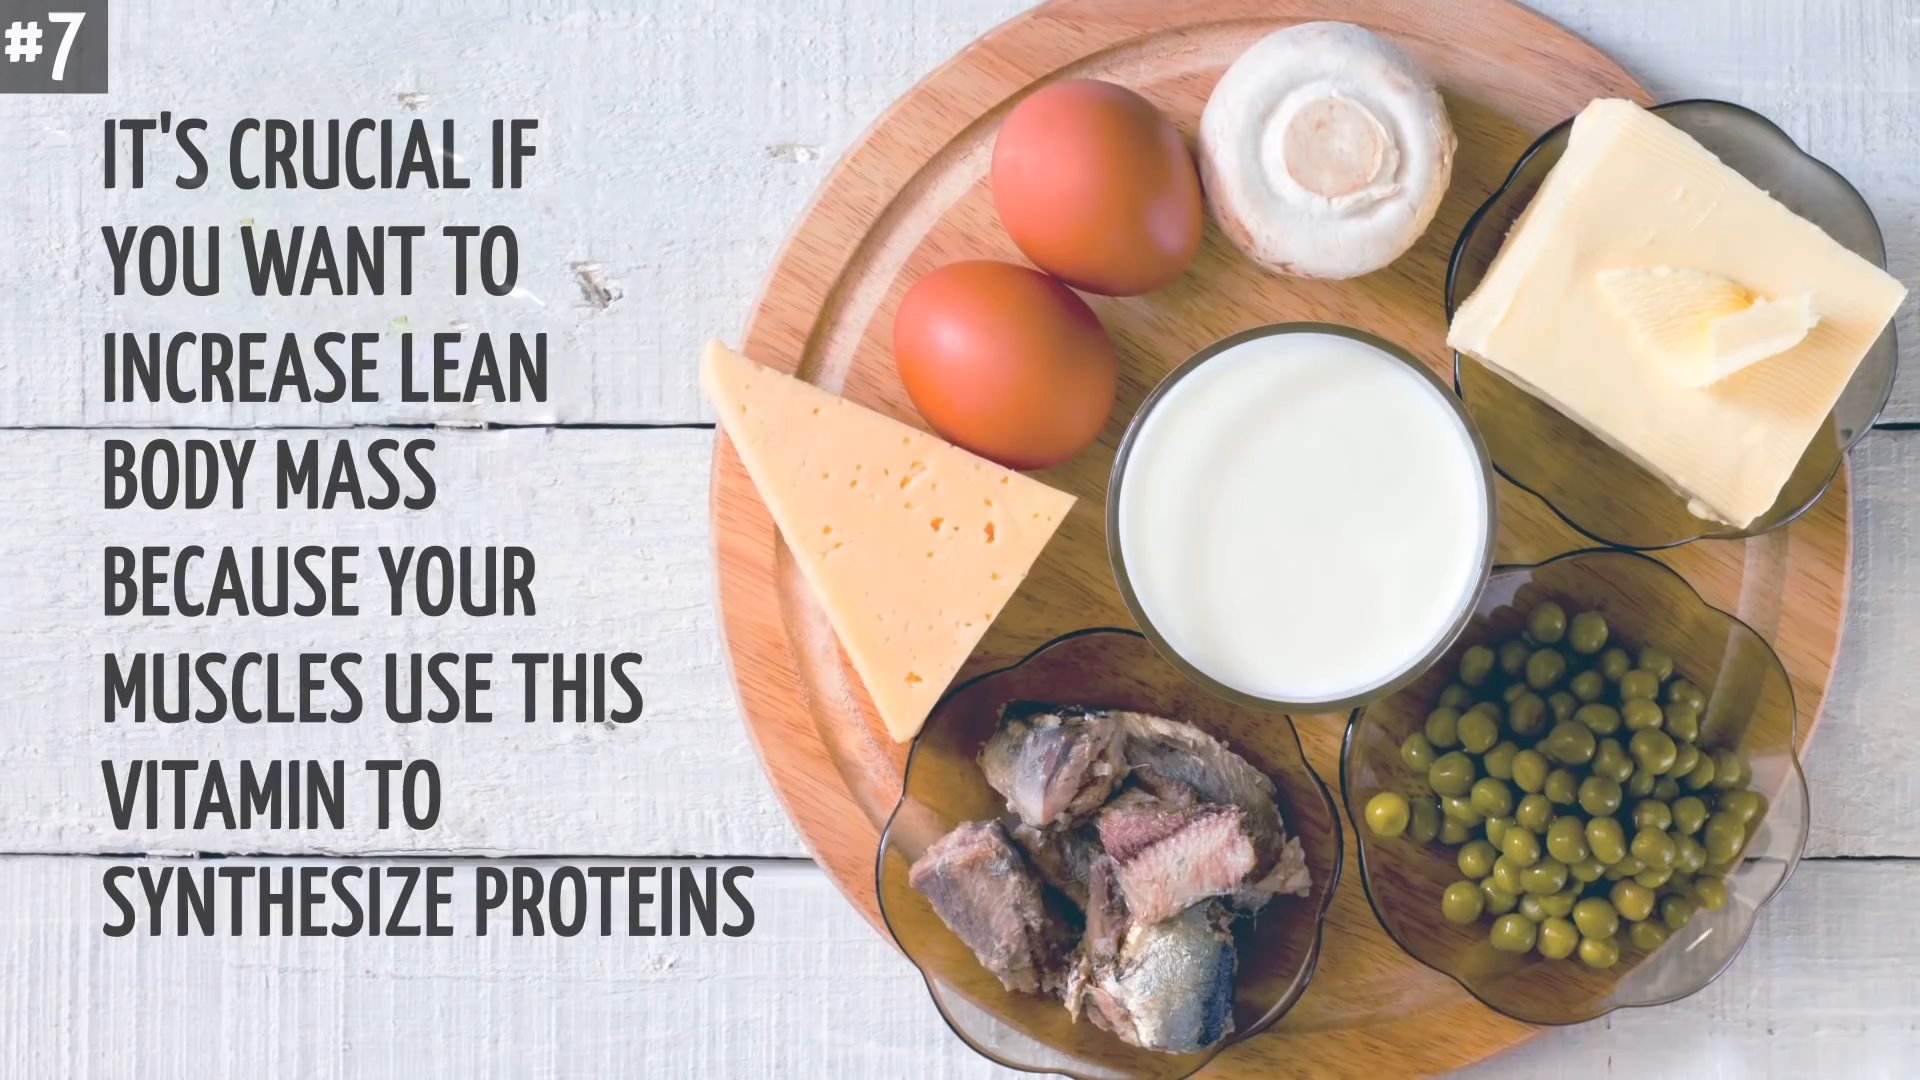 #7
IT'S CRUCIAL IF
YOU WANT TO
INCREASE LEAN
BODY MASS
BECAUSE YOUR
MUSCLES USE THIS
VITAMIN TO
SYNTHESIZE PROTEINS